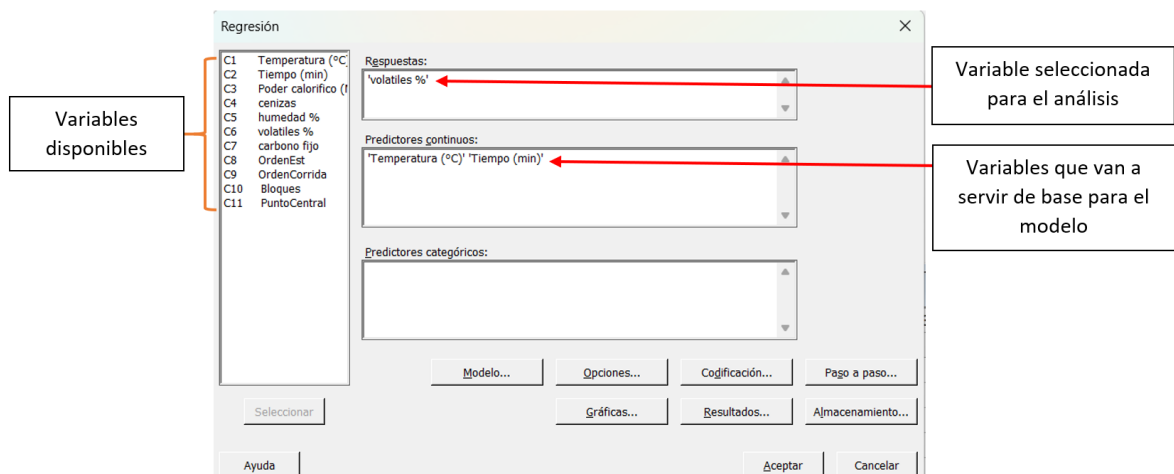 Regresión
Variables
disponibles
C1 Temperatura (°C)
C2 Tiempo (min)
C3 Poder calorifico (
C4 cenizas
C5 humedad %
C6 volatiles %
C7 carbono fijo
C8 OrdenEst
C9 OrdenCorrida
C10 Bloques
C11 PuntoCentral
Respuestas:
'volatiles %'
Variable seleccionada
para el análisis
Predictores continuos:
'Temperatura (°C)' 'Tiempo (min)'
Variables que van a
servir de base para el
modelo
Predictores categóricos:
Modelo...
Opciones...
Codificación...
Paso a paso...
Seleccionar
Gráficas...
Resultados...
Almacenamiento...
Ayuda
Aceptar
Cancelar